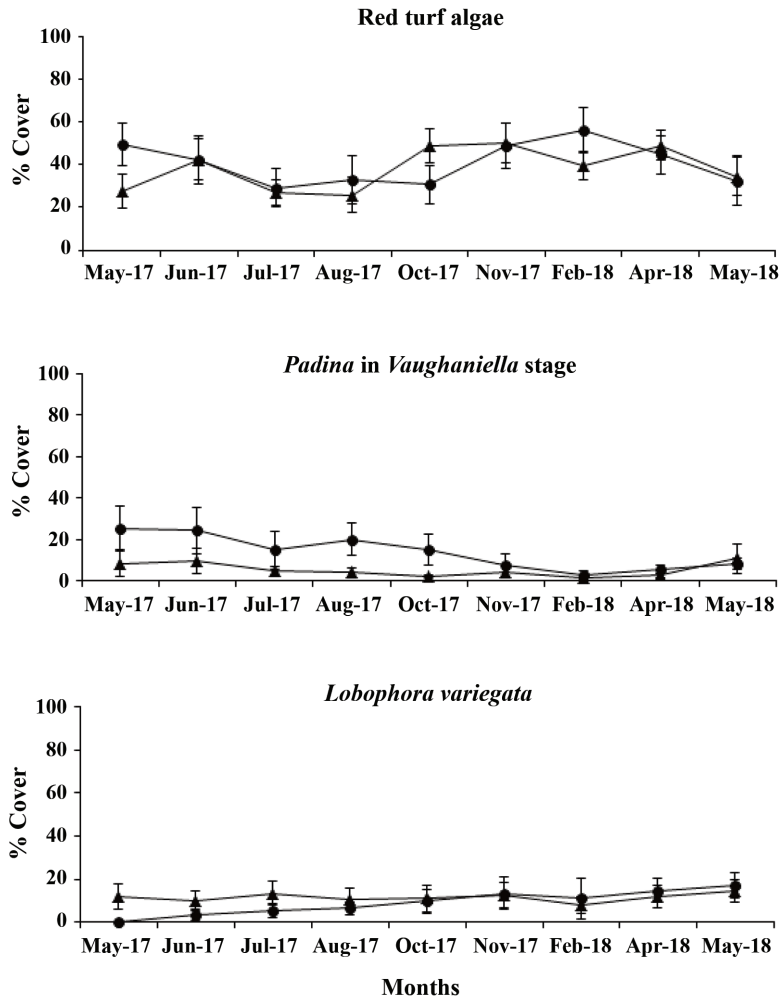 Red turf algae
100
80
60
40
20
0
% Cover
May-17 Jun-17 Jul-17 Aug-17 Oct-17 Nov-17 Feb-18 Apr-18 May-18
Padina in Vaughaniella stage
100
80
60
40
20
0
% Cover
May-17 Jun-17 Jul-17 Aug-17 Oct-17 Nov-17 Feb-18 Apr-18 May-18
Lobophora variegata
100
80
60
40
20
0
% Cover
May-17 Jun-17 Jul-17 Aug-17 Oct-17 Nov-17 Feb-18 Apr-18 May-18
Months